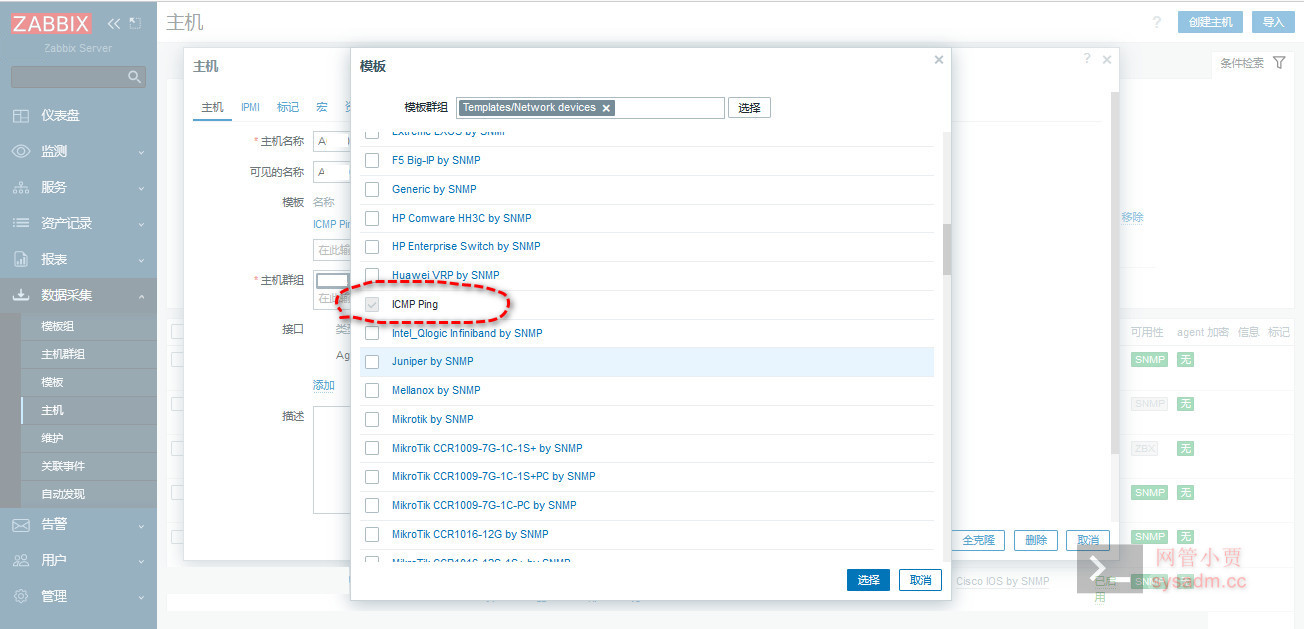 ZABBIX
Zabbix Server
仪表盘
监测
服务
资产记录
报表
数据采集
模板组
主机群组
模板
主机
维护
关联事件
自动发现
告警
用户
管理
主机
?
创建主机
导入
条件检索
主机
?
主机
IPMI
标记
宏
* 主机名称
可见的名称
模板
名称
* 主机群组
接口
添加
描述
全克隆
删除
取消
模板
模板群组
Templates/Network devices
选择
Extreme EXOS by SNMP
F5 Big-IP by SNMP
Generic by SNMP
HP Comware HH3C by SNMP
HP Enterprise Switch by SNMP
Huawei VRP by SNMP
ICMP Ping
Intel_Qlogic Infiniband by SNMP
Juniper by SNMP
Mellanox by SNMP
Mikrotik by SNMP
MikroTik CCR1009-7G-1C-1S+ by SNMP
MikroTik CCR1009-7G-1C-1S+PC by SNMP
MikroTik CCR1009-7G-1C-PC by SNMP
MikroTik CCR1016-12G by SNMP
选择
取消
移除
可用性 agent 加密 信息 标记
SNMP 无
SNMP 无
ZBX 无
SNMP 无
SNMP 无
Cisco IOS by SNMP
网管小贾
sysadm.cc